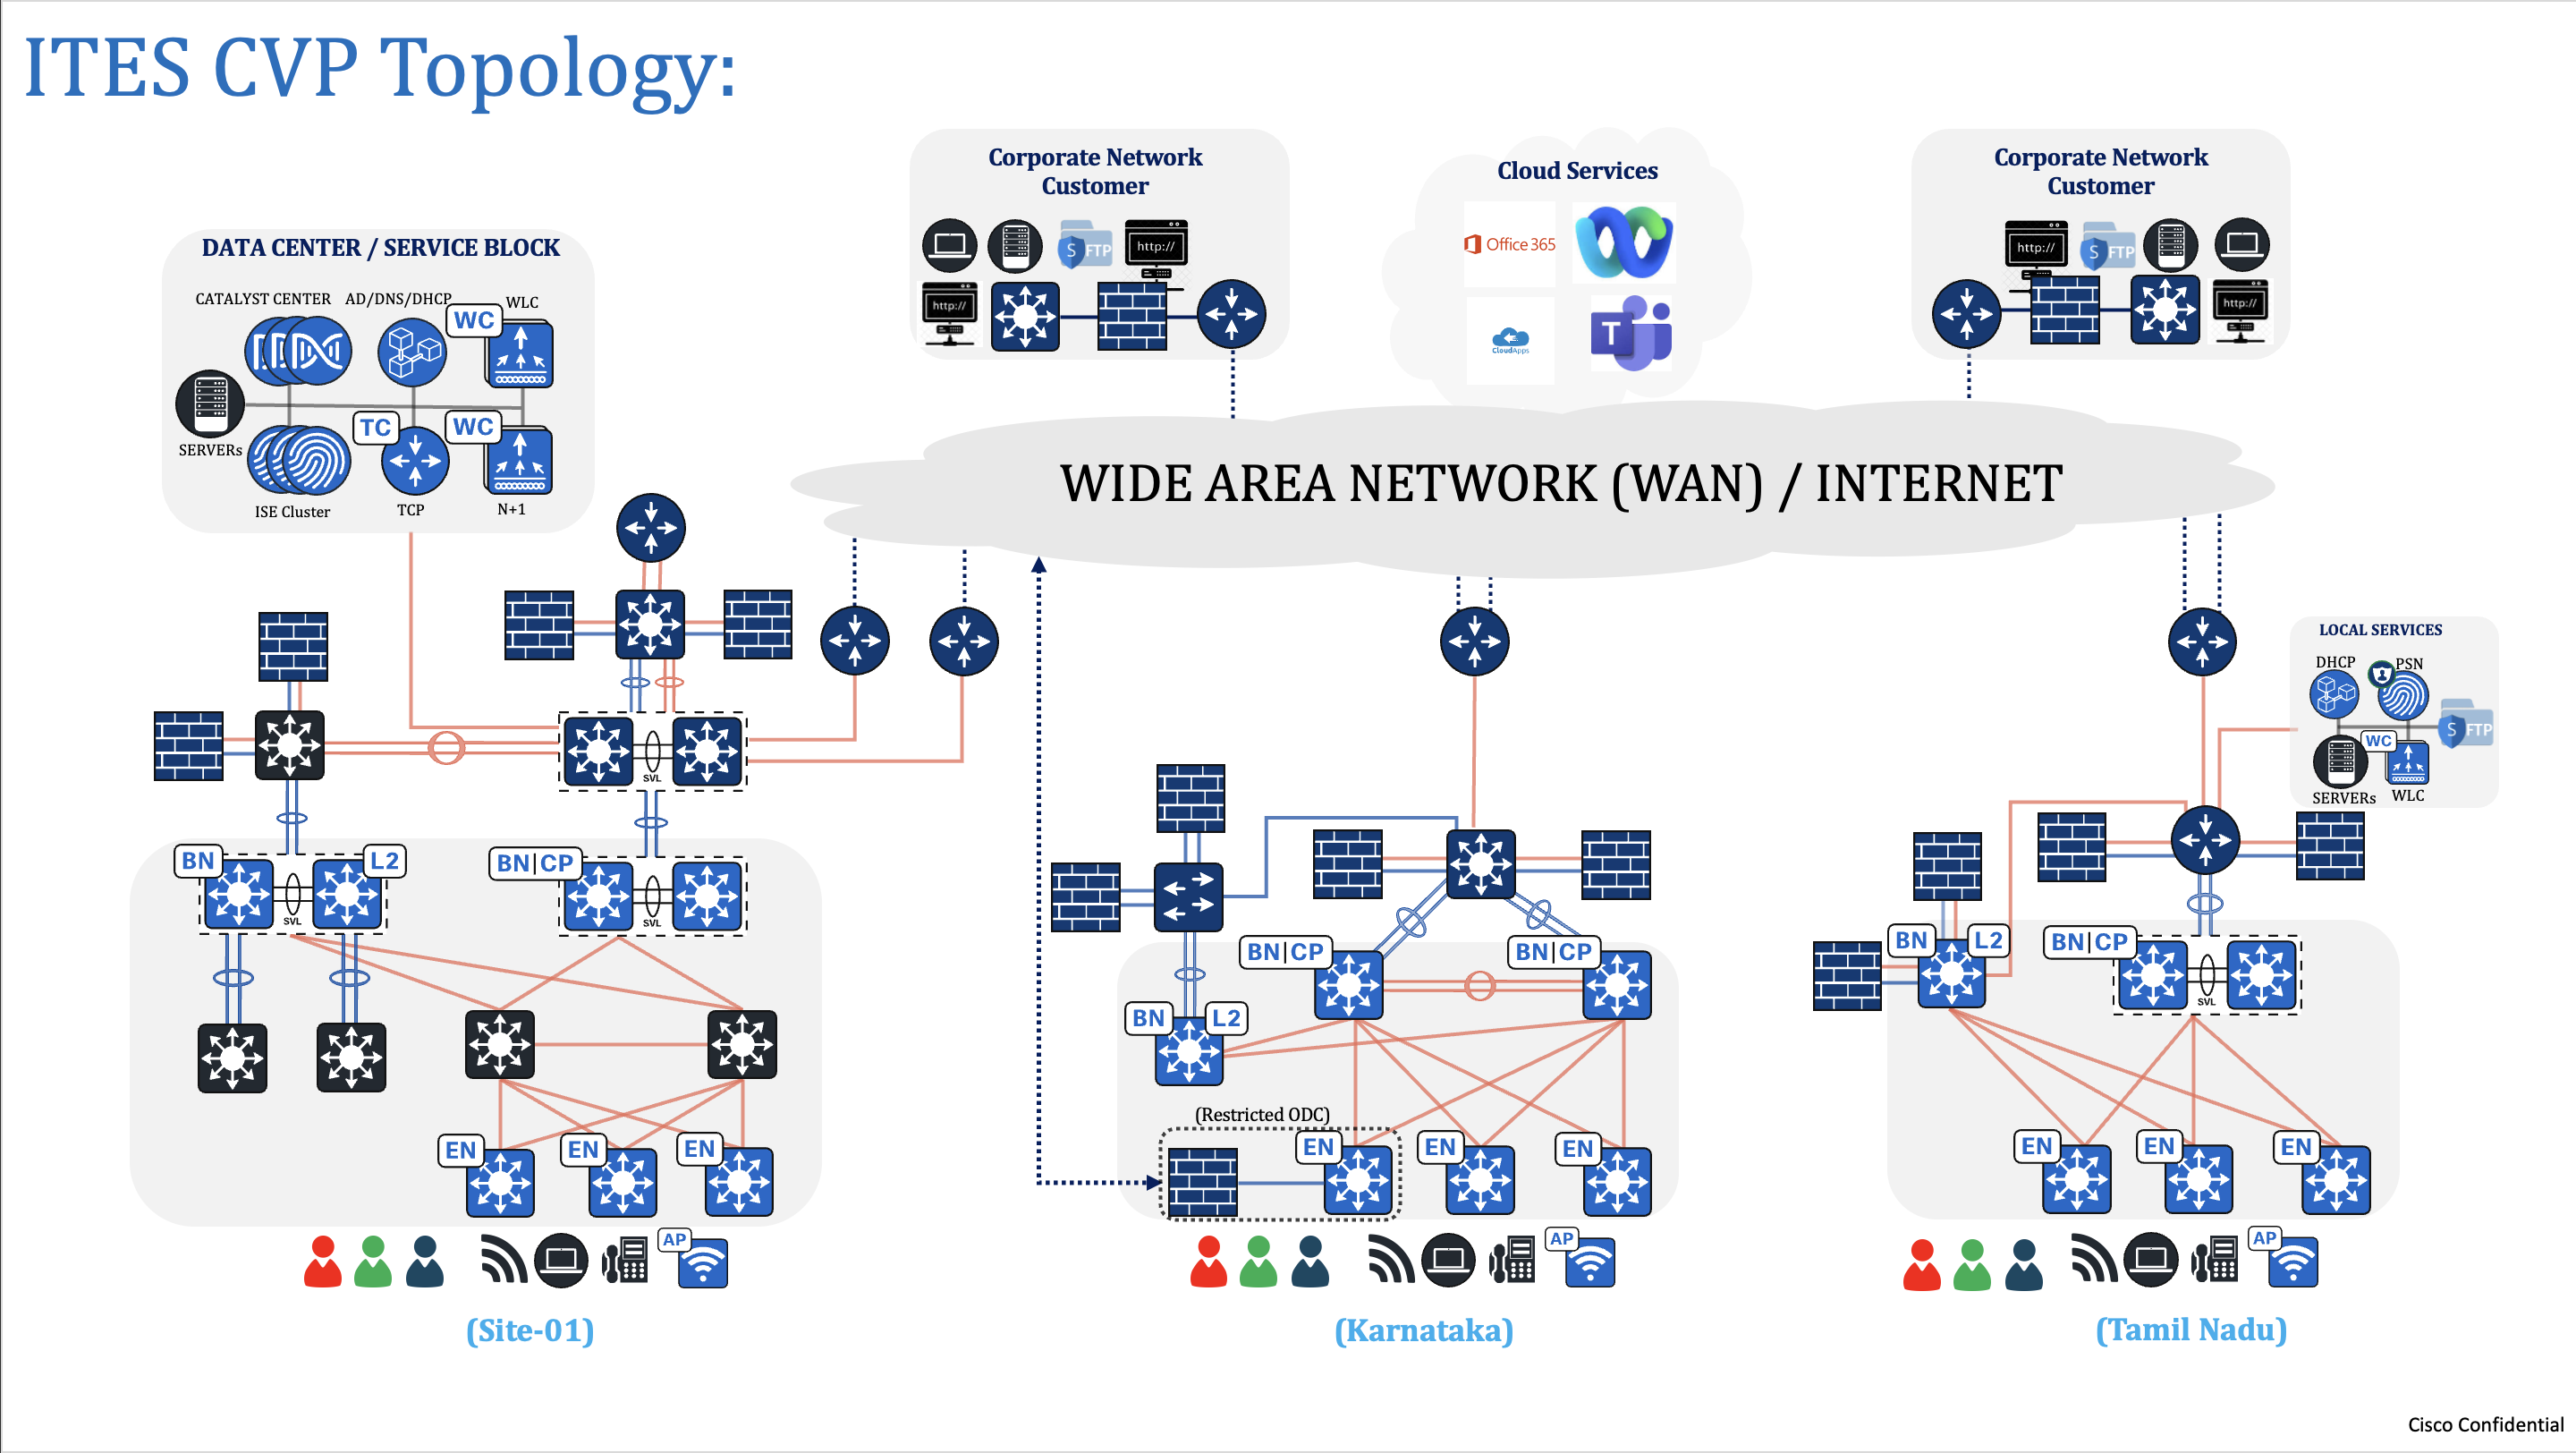 ITES CVP Topology:
Corporate Network
Customer
http://
S FTP
http://
Cloud Services
Office 365
CloudApps
T
Corporate Network
Customer
http://
S FTP
http://
DATA CENTER / SERVICE BLOCK
CATALYST CENTER
AD/DNS/DHCP
WLC
WC
SERVERs
TC
WC
ISE Cluster
TCP
N+1
WIDE AREA NETWORK (WAN) / INTERNET
LOCAL SERVICES
DHCP
PSN
S FTP
WC
SERVERs
WLC
SVL
BN
L2
SVL
BN|CP
SVL
EN
EN
EN
AP
(Site-01)
BN|CP
BN|CP
BN
L2
(Restricted ODC)
EN
EN
EN
AP
(Karnataka)
BN
L2
BN|CP
SVL
EN
EN
EN
AP
(Tamil Nadu)
Cisco Confidential